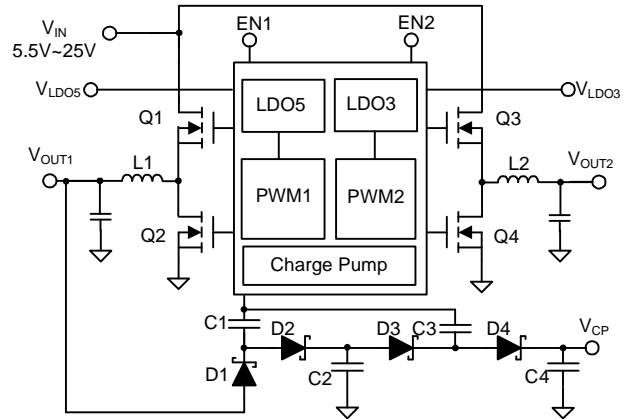 VIN
5.5V~25V
EN1
EN2
VLDO5
VLDO3
LDO5
LDO3
Q1
Q3
VOUT1
L1
L2
VOUT2
PWM1
PWM2
Q2
Q4
Charge Pump
C1
D2
D3
C3
D4
VCP
D1
C2
C4